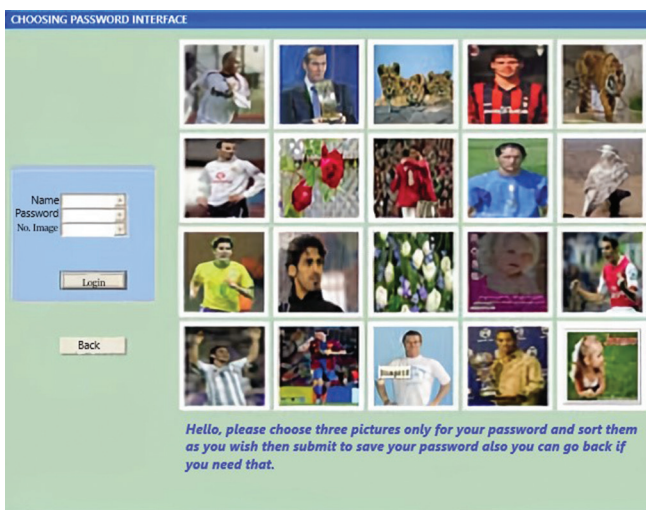 CHOOSING PASSWORD INTERFACE
Name
Password
No. Image
Login
Back
Hello, please choose three pictures only for your password and sort them
as you wish then submit to save your password also you can go back if
you need that.